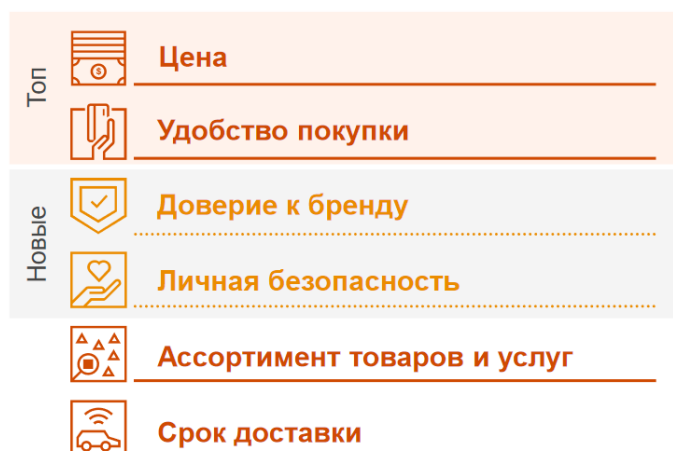 Топ
Цена
Удобство покупки
Новые
Доверие к бренду
Личная безопасность
Ассортимент товаров и услуг
Срок доставки